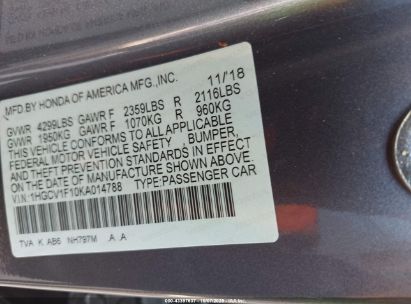 MFD.BY HONDA OF AMERICA MFG.,INC. 11/18
GVWR 4299LBS GAWR F 2359LBS R 2116LBS
GVWR 1950KG GAWR F 1070KG R 960KG
THIS VEHICLE CONFORMS TO ALL APPLICABLE
FEDERAL MOTOR VEHICLE SAFETY, BUMPER,
AND THEFT PREVENTION STANDARDS IN EFFECT
ON THE DATE OF MANUFACTURE SHOWN ABOVE.
V.I.N:1HGCV1F10KA014788 TYPE:PASSENGER CAR
TVA K AB6 NH797M .A .A